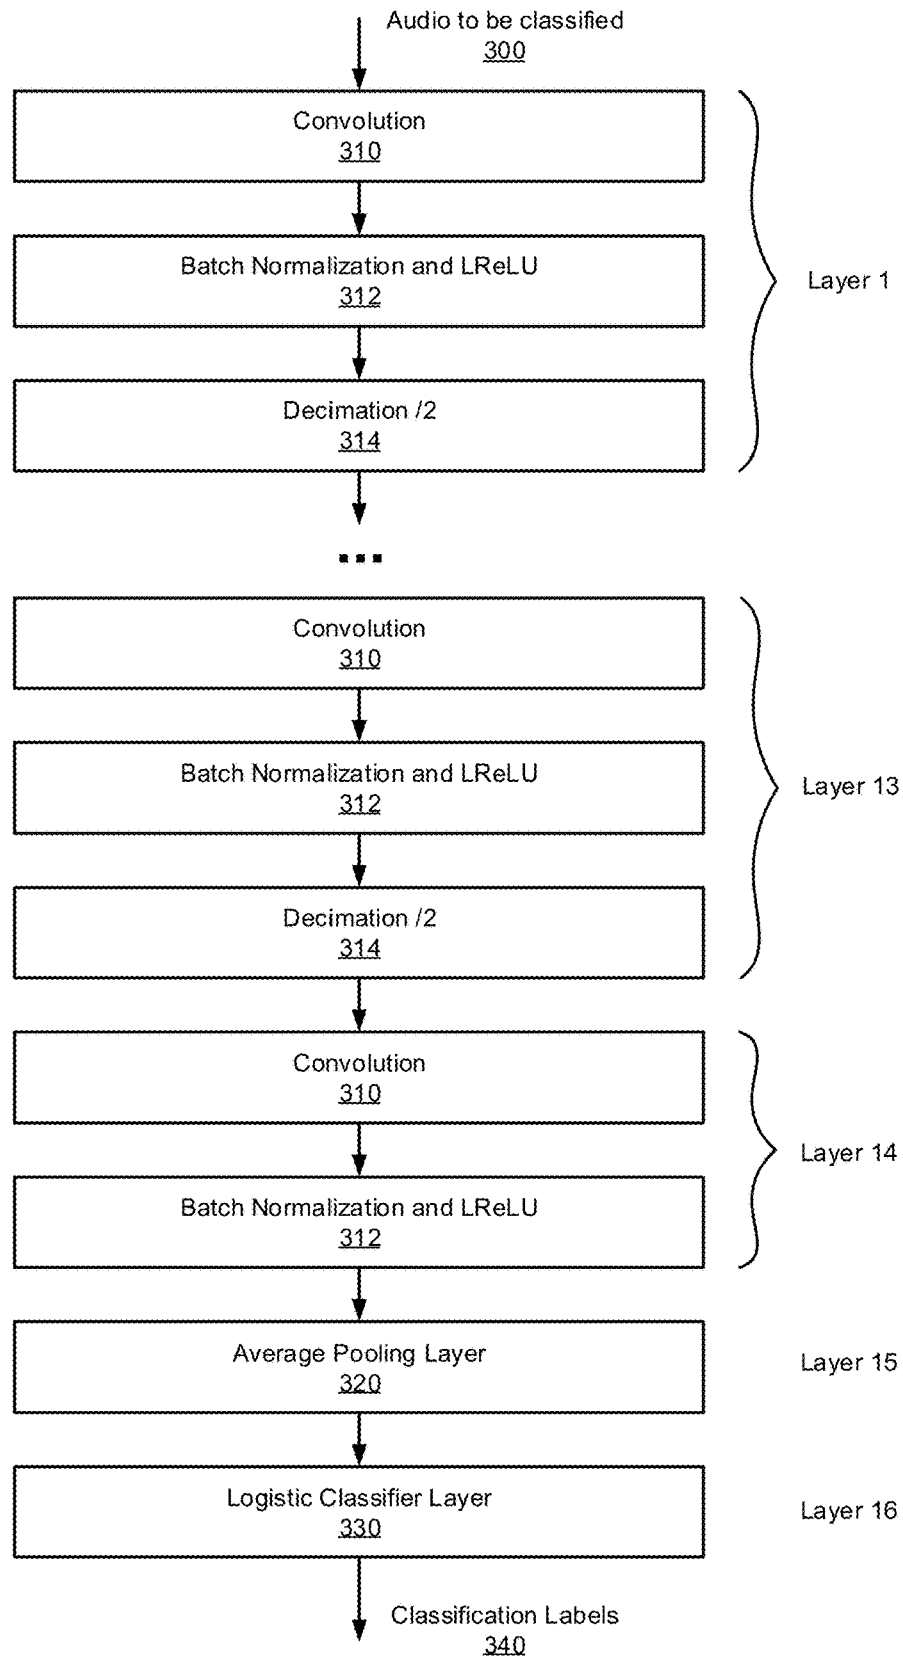 Audio to be classified
300
Convolution
310
Batch Normalization and LReLU
312
Layer 1
Decimation /2
314
...
Convolution
310
Batch Normalization and LReLU
312
Layer 13
Decimation /2
314
Convolution
310
Layer 14
Batch Normalization and LReLU
312
Average Pooling Layer
320
Layer 15
Logistic Classifier Layer
330
Layer 16
Classification Labels
340